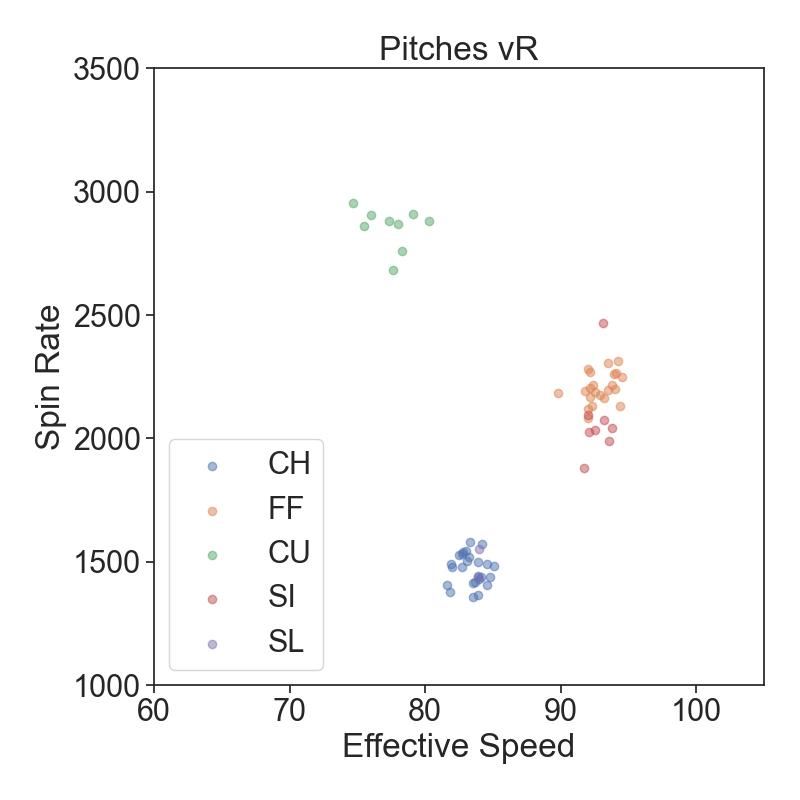 Pitches vR
3500
3000
2500
2000
1500
1000
Spin Rate
CH
FF
CU
SI
SL
60 70 80 90 100
Effective Speed